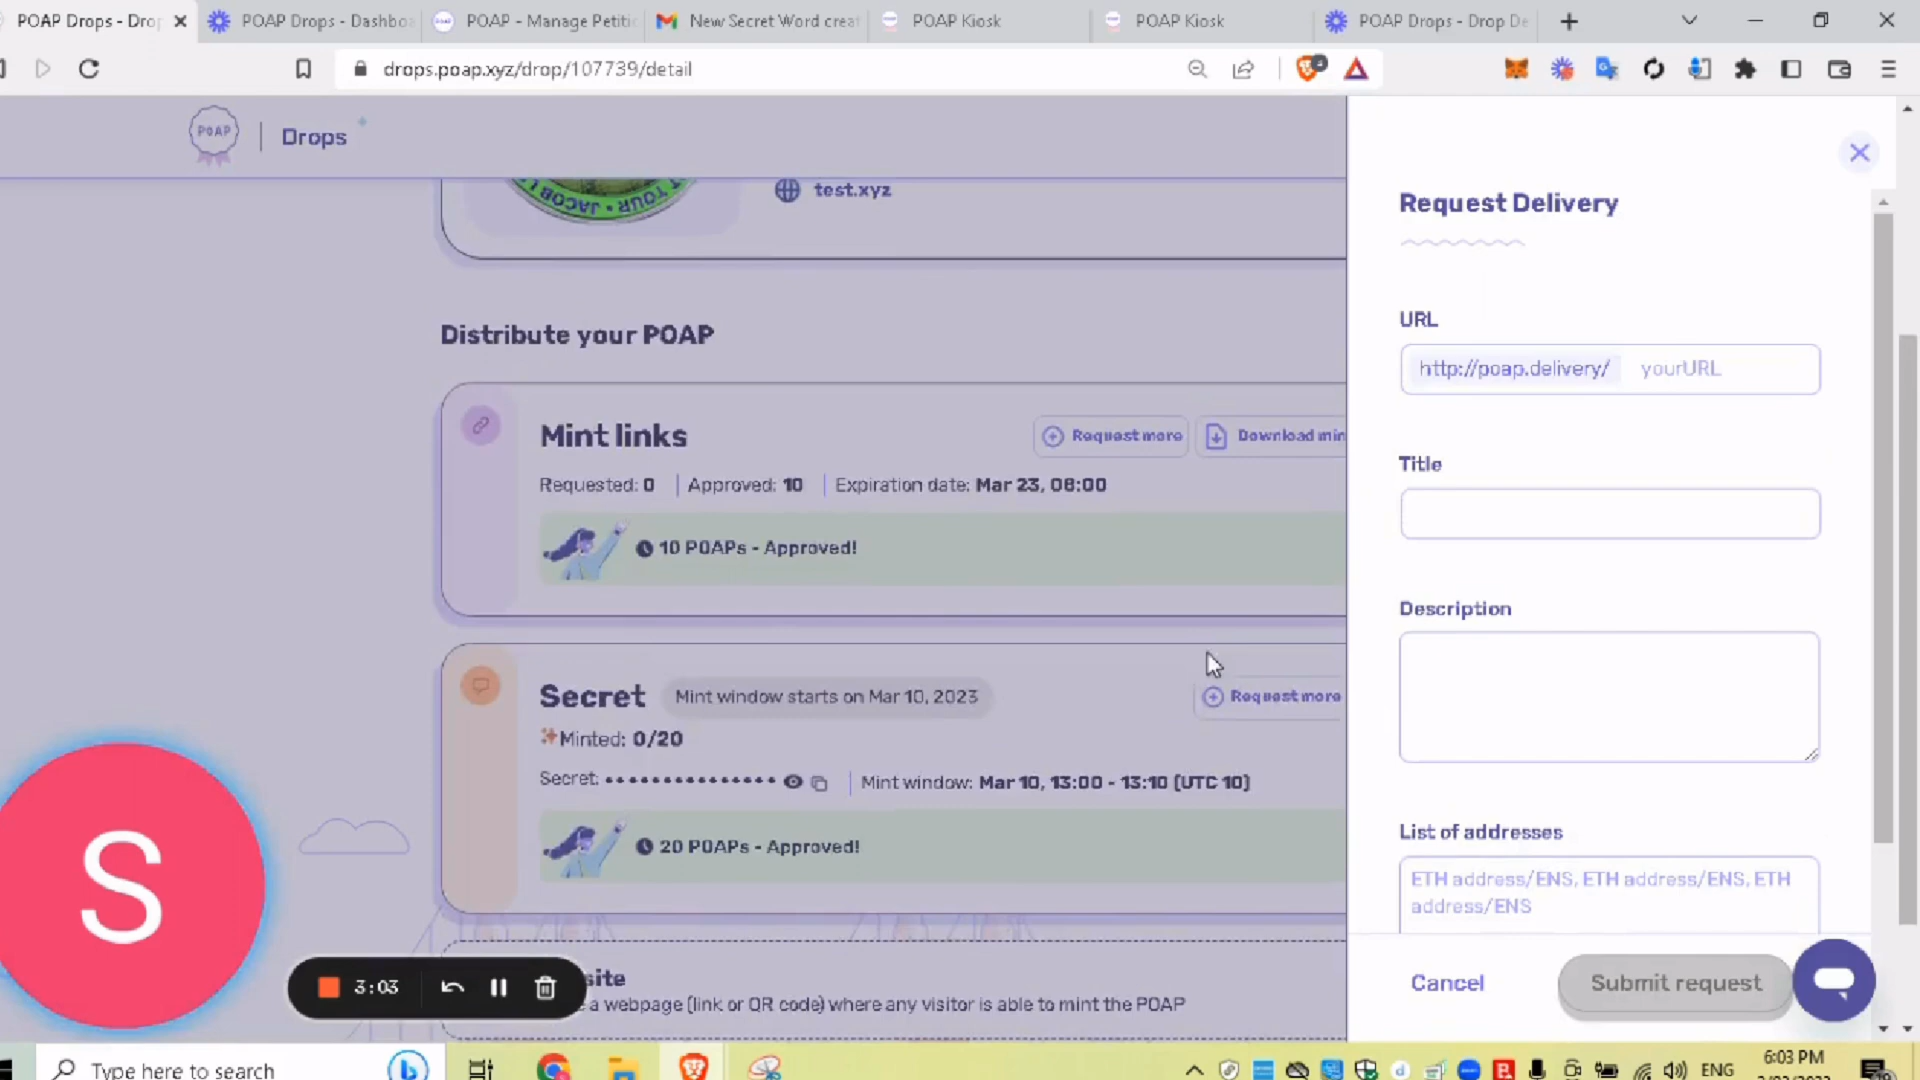 POAP Drops - Drop
POAP Drops - Dashboa
POAP - Manage Petitic
New Secret Word creat
POAP Kiosk
POAP Kiosk
POAP Drops - Drop De
drops.poap.xyz/drop/107739/detail
POAP
Drops
TOUR • JACOB
test.xyz
Distribute your POAP
Mint links
Request more
Download min
Requested: 0
Approved: 10
Expiration date: Mar 23, 08:00
10 POAPs - Approved!
Secret
Mint window starts on Mar 10, 2023
Request more
Minted: 0/20
Secret: •••••••••••••••
Mint window: Mar 10, 13:00 - 13:10 (UTC 10)
20 POAPs - Approved!
site
a webpage (link or QR code) where any visitor is able to mint the POAP
S
3:03
Request Delivery
URL
http://poap.delivery/
yourURL
Title
Description
List of addresses
ETH address/ENS, ETH address/ENS, ETH
address/ENS
Cancel
Submit request
Type here to search
ENG
6:03 PM